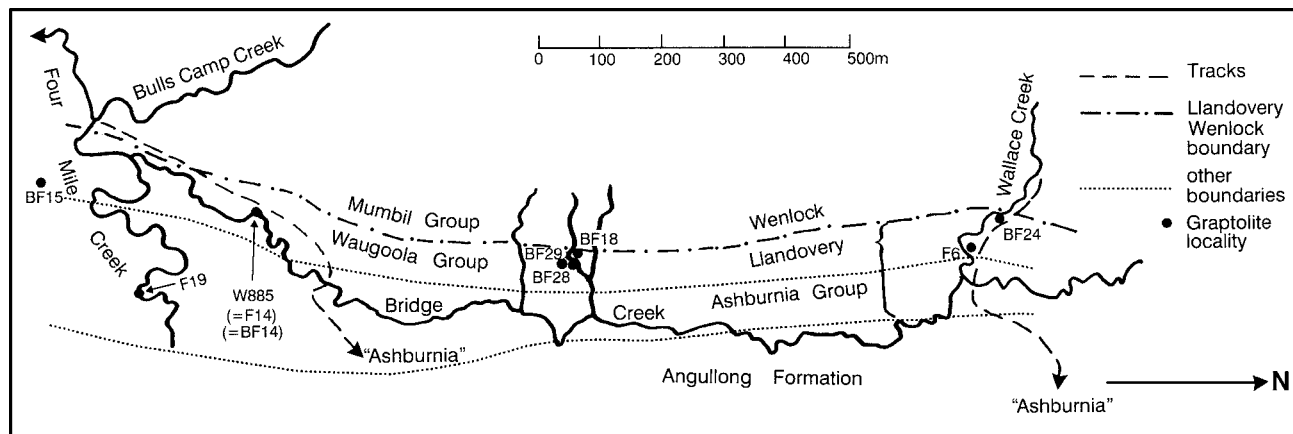 Four
Mile
Creek
Bulls Camp Creek
0 100 200 300 400 500m
Tracks
Llandovery
Wenlock
boundary
other
boundaries
Graptolite
locality
Wallace Creek
BF15
Mumbil Group
Waugoola Group
Wenlock
Llandovery
BF18
BF29
BF28
BF24
F6
F19
W885
(=F14)
(=BF14)
Bridge
Creek
Ashburnia Group
"Ashburnia"
Angullong Formation
N
"Ashburnia"